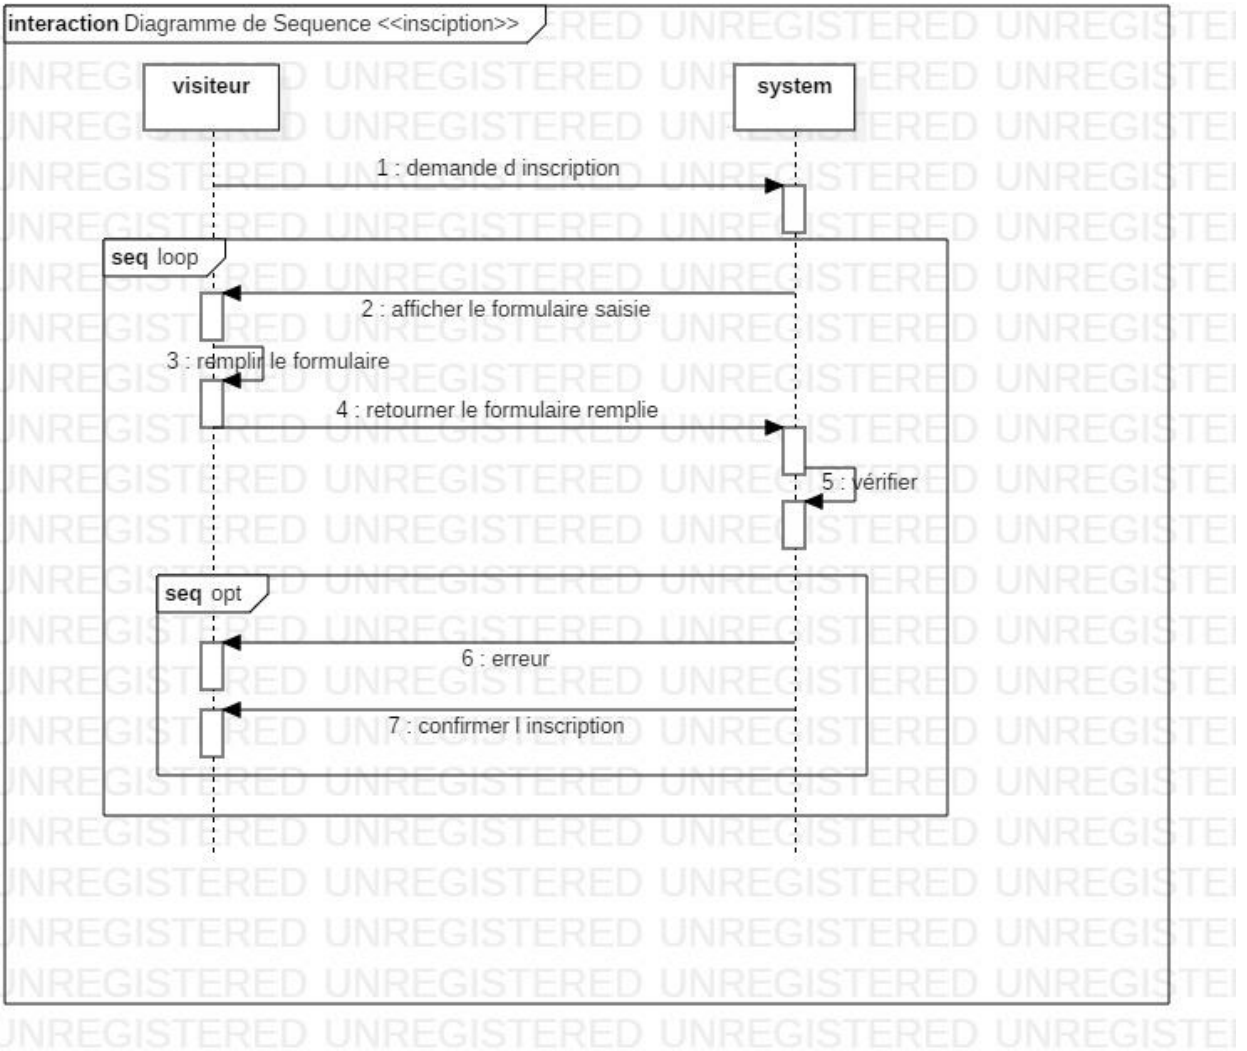 interaction Diagramme de Sequence <<insciption>>
visiteur
system
1 : demande d inscription
seq loop
2 : afficher le formulaire saisie
3 : remplir le formulaire
4 : retourner le formulaire remplie
5 : vérifier
seq opt
6 : erreur
7 : confirmer l inscription
UNREGISTERED